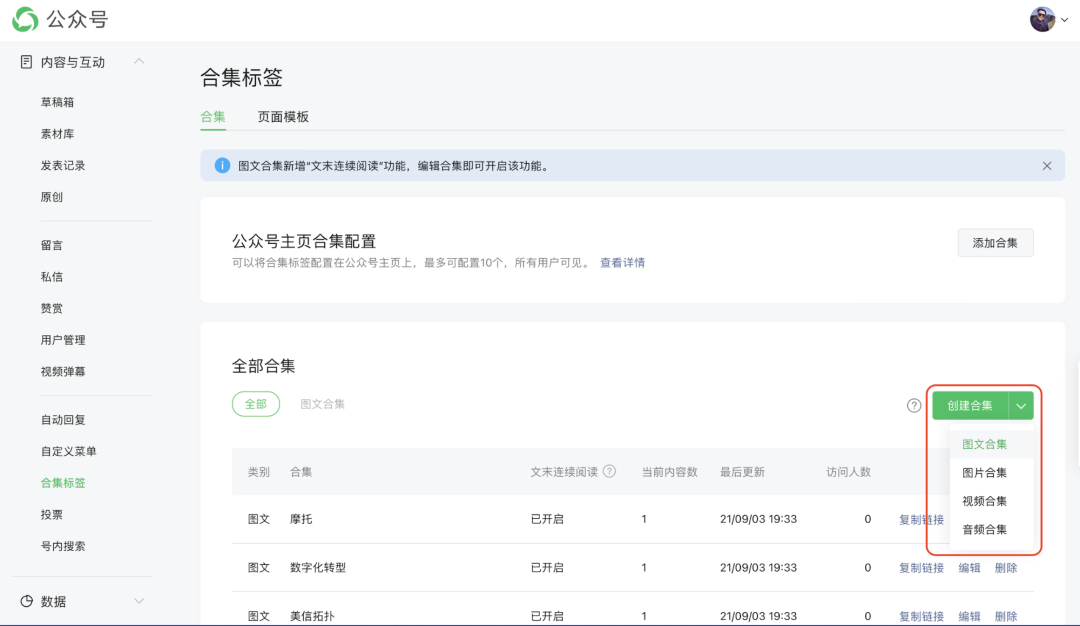 公众号
内容与互动
草稿箱
素材库
发表记录
原创
留言
私信
赞赏
用户管理
视频弹幕
自动回复
自定义菜单
合集标签
投票
号内搜索
数据
合集标签
合集 页面模板
图文合集新增“文末连续阅读”功能，编辑合集即可开启该功能。
公众号主页合集配置
可以将合集标签配置在公众号主页上，最多可配置10个，所有用户可见。 查看详情
添加合集
全部合集
全部 图文合集
创建合集
图文合集
图片合集
视频合集
音频合集
类别 合集 文末连续阅读 当前内容数 最后更新 访问人数
图文 摩托 已开启 1 21/09/03 19:33 0 复制链接
图文 数字化转型 已开启 1 21/09/03 19:33 0 复制链接 编辑 删除
图文 美信拓扑 已开启 1 21/09/03 19:33 0 复制链接 编辑 删除